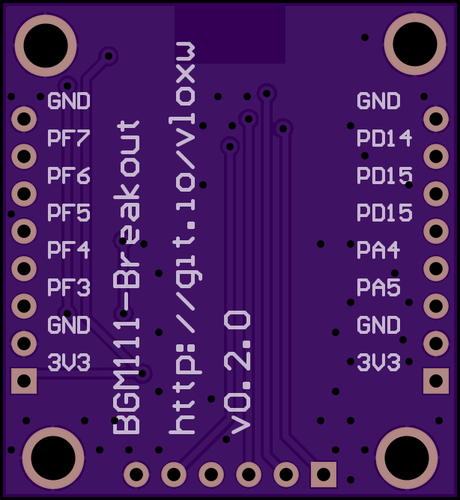 GND
PF7
PF6
PF5
PF4
PF3
GND
3V3
BGM111-Breakout
http://git.io/vloxw
v0.2.0
GND
PD14
PD15
PD15
PA4
PA5
GND
3V3